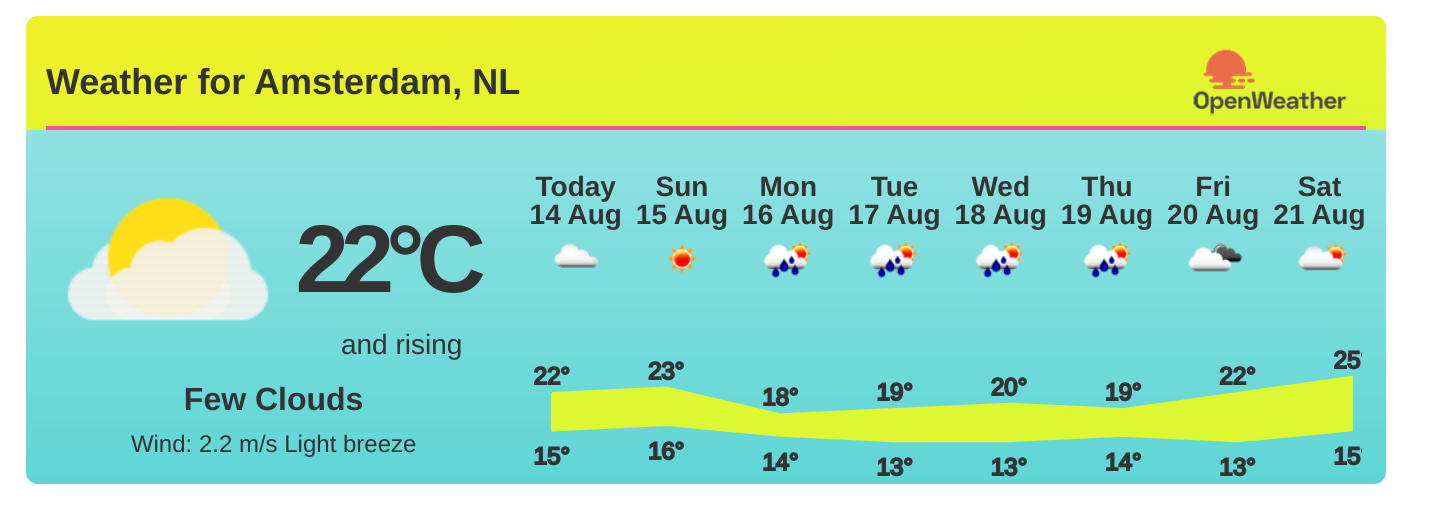 Weather for Amsterdam, NL
OpenWeather
22°C
and rising
Few Clouds
Wind: 2.2 m/s Light breeze
Today Sun Mon Tue Wed Thu Fri Sat
14 Aug 15 Aug 16 Aug 17 Aug 18 Aug 19 Aug 20 Aug 21 Aug
22° 23° 18° 19° 20° 19° 22° 25°
15° 16° 14° 13° 13° 14° 13° 15°